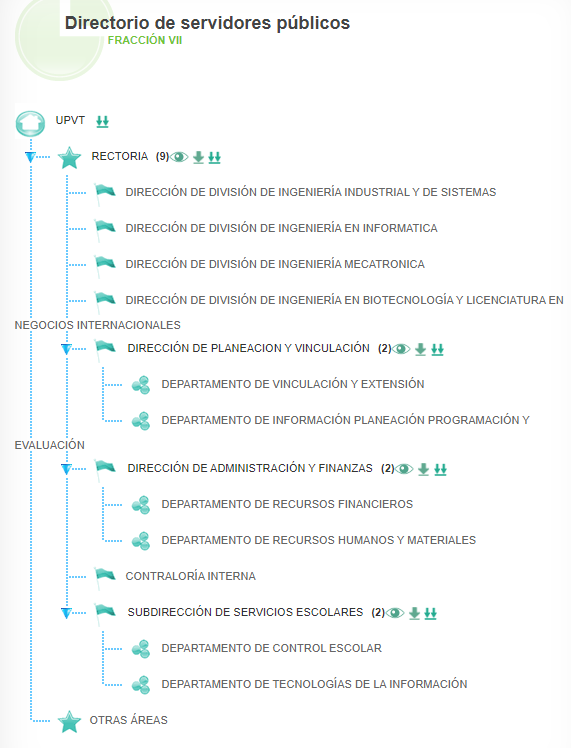 Directorio de servidores públicos
FRACCIÓN VII
UPVT
RECTORIA (9)
DIRECCIÓN DE DIVISIÓN DE INGENIERÍA INDUSTRIAL Y DE SISTEMAS
DIRECCIÓN DE DIVISIÓN DE INGENIERÍA EN INFORMATICA
DIRECCIÓN DE DIVISIÓN DE INGENIERÍA MECATRONICA
DIRECCIÓN DE DIVISIÓN DE INGENIERÍA EN BIOTECNOLOGÍA Y LICENCIATURA EN
NEGOCIOS INTERNACIONALES
DIRECCIÓN DE PLANEACION Y VINCULACIÓN (2)
DEPARTAMENTO DE VINCULACIÓN Y EXTENSIÓN
DEPARTAMENTO DE INFORMACIÓN PLANEACIÓN PROGRAMACIÓN Y
EVALUACIÓN
DIRECCIÓN DE ADMINISTRACIÓN Y FINANZAS (2)
DEPARTAMENTO DE RECURSOS FINANCIEROS
DEPARTAMENTO DE RECURSOS HUMANOS Y MATERIALES
CONTRALORÍA INTERNA
SUBDIRECCIÓN DE SERVICIOS ESCOLARES (2)
DEPARTAMENTO DE CONTROL ESCOLAR
DEPARTAMENTO DE TECNOLOGÍAS DE LA INFORMACIÓN
OTRAS ÁREAS